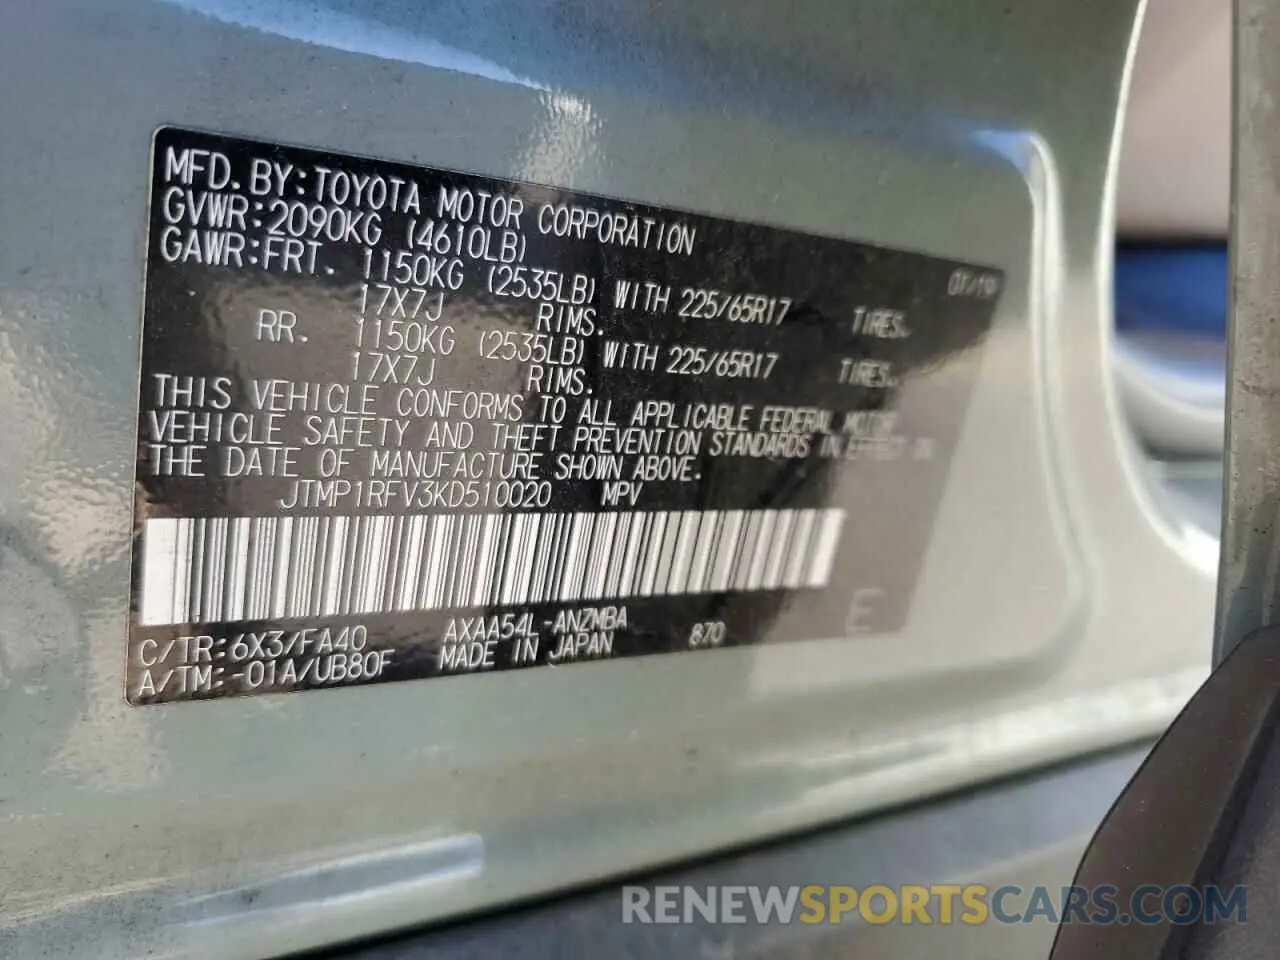 MFD. BY: TOYOTA MOTOR CORPORATION
GVWR: 2090KG (4610LB) 07/19
GAWR: FRT. 1150KG (2535LB) WITH 225/65R17 TIRES.
17X7J RIMS.
RR. 1150KG (2535LB) WITH 225/65R17 TIRES.
17X7J RIMS.
THIS VEHICLE CONFORMS TO ALL APPLICABLE FEDERAL MOTOR
VEHICLE SAFETY AND THEFT PREVENTION STANDARDS IN EFFECT ON
THE DATE OF MANUFACTURE SHOWN ABOVE.
JTMP1RFV3KD510020 MPV
E
C/TR: 6X3/FA40 AXAA54L-ANZMBA 870
A/TM: -01A/UB80F MADE IN JAPAN
RENEWSPORTSCARS.COM